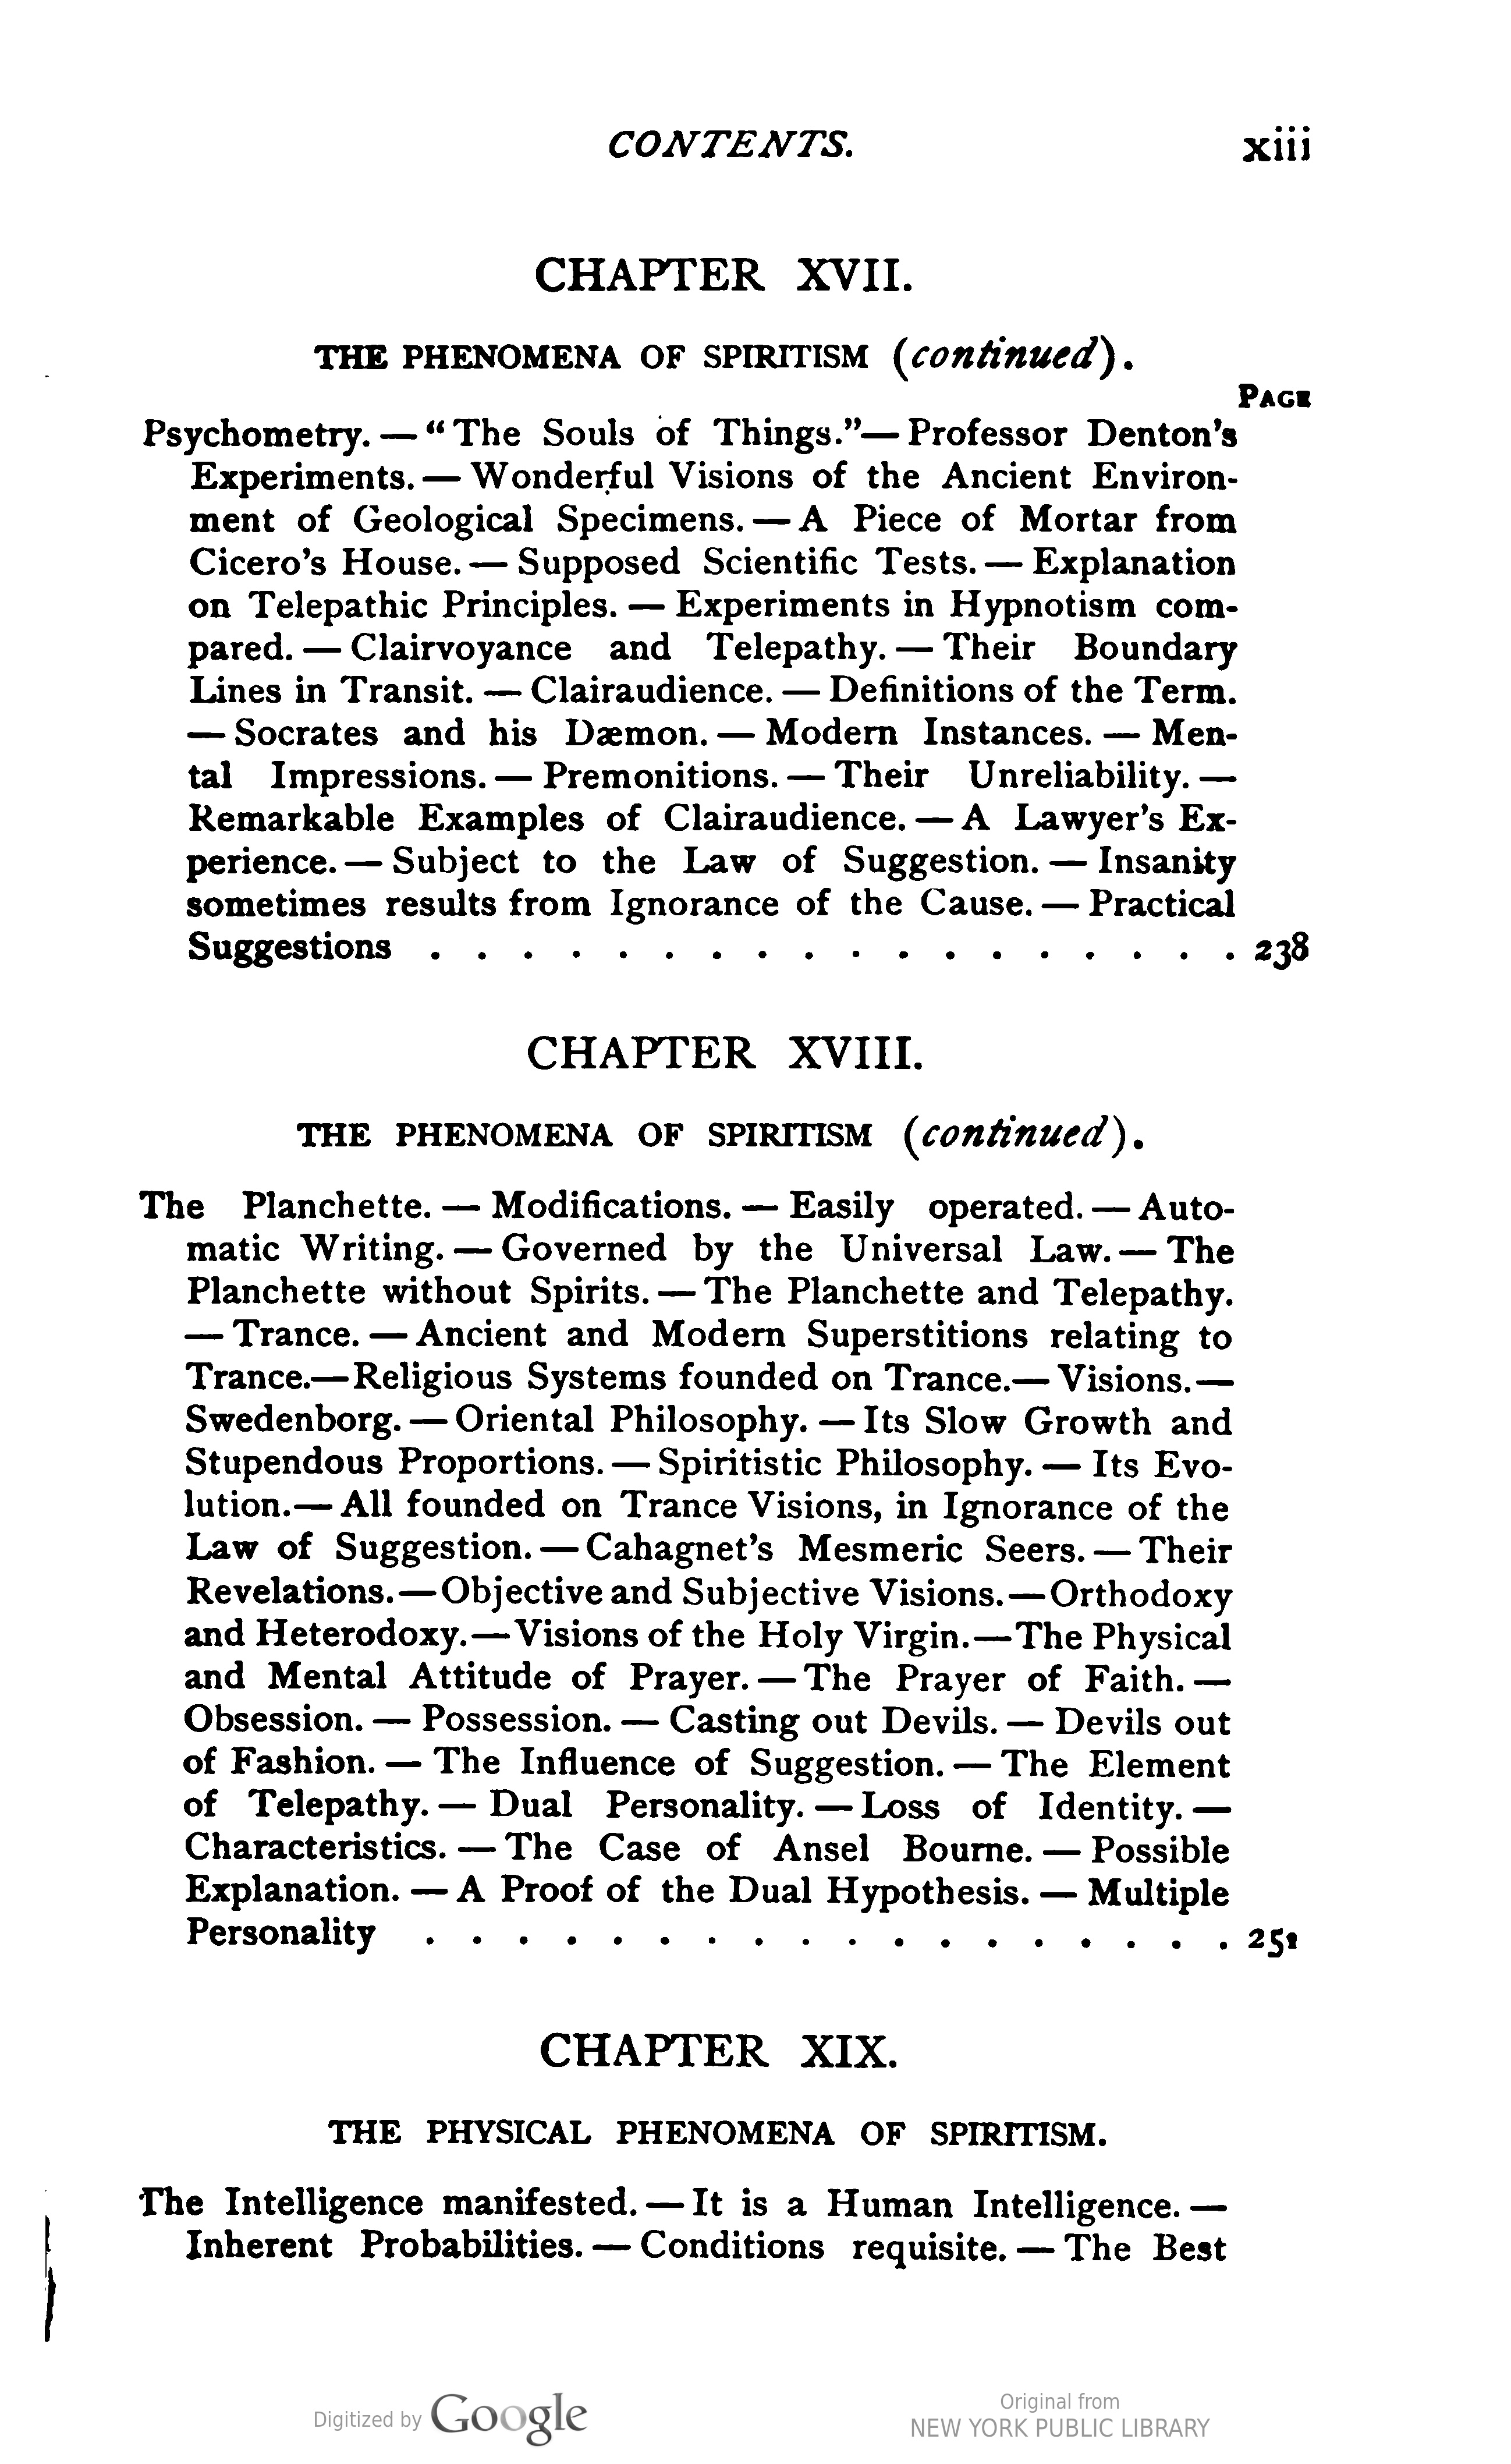 CONTENTS. xiii
CHAPTER XVII.
THE PHENOMENA OF SPIRITISM (continued).
PAGE
Psychometry. — “The Souls of Things.”— Professor Denton’s
Experiments. — Wonderful Visions of the Ancient Environ-
ment of Geological Specimens. — A Piece of Mortar from
Cicero’s House. — Supposed Scientific Tests. — Explanation
on Telepathic Principles. — Experiments in Hypnotism com-
pared. — Clairvoyance and Telepathy. — Their Boundary
Lines in Transit. — Clairaudience. — Definitions of the Term.
— Socrates and his Dæmon. — Modern Instances. — Men-
tal Impressions. — Premonitions. — Their Unreliability. —
Remarkable Examples of Clairaudience. — A Lawyer’s Ex-
perience. — Subject to the Law of Suggestion. — Insanity
sometimes results from Ignorance of the Cause. — Practical
Suggestions . . . . . . . . . . . . . . . . . . 238
CHAPTER XVIII.
THE PHENOMENA OF SPIRITISM (continued).
The Planchette. — Modifications. — Easily operated. — Auto-
matic Writing. — Governed by the Universal Law. — The
Planchette without Spirits. — The Planchette and Telepathy.
— Trance. — Ancient and Modern Superstitions relating to
Trance.—Religious Systems founded on Trance.— Visions.—
Swedenborg. — Oriental Philosophy. — Its Slow Growth and
Stupendous Proportions. — Spiritistic Philosophy. — Its Evo-
lution.— All founded on Trance Visions, in Ignorance of the
Law of Suggestion. — Cahagnet’s Mesmeric Seers. — Their
Revelations.—Objective and Subjective Visions.—Orthodoxy
and Heterodoxy.—Visions of the Holy Virgin.—The Physical
and Mental Attitude of Prayer. — The Prayer of Faith. —
Obsession. — Possession. — Casting out Devils. — Devils out
of Fashion. — The Influence of Suggestion. — The Element
of Telepathy. — Dual Personality. — Loss of Identity. —
Characteristics. — The Case of Ansel Bourne. — Possible
Explanation. — A Proof of the Dual Hypothesis. — Multiple
Personality . . . . . . . . . . . . . . . . . . 251
CHAPTER XIX.
THE PHYSICAL PHENOMENA OF SPIRITISM.
The Intelligence manifested. — It is a Human Intelligence. —
Inherent Probabilities. — Conditions requisite. — The Best
Digitized by Google
Original from
NEW YORK PUBLIC LIBRARY